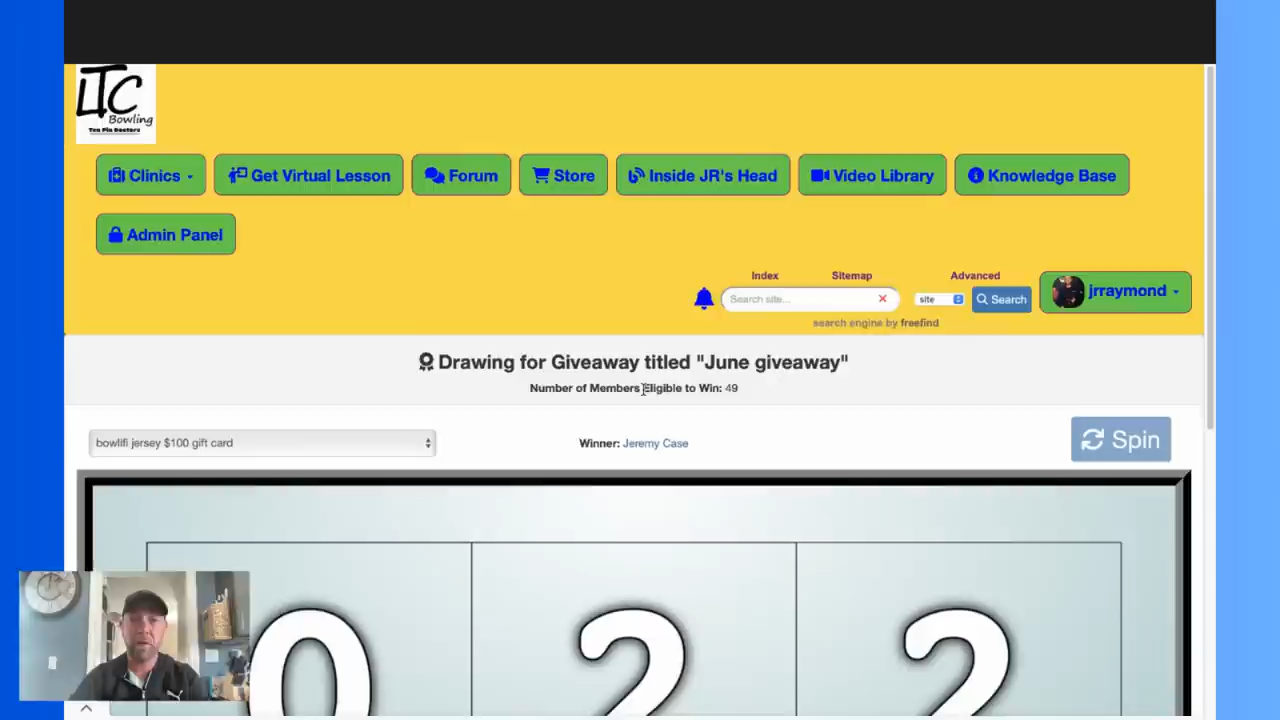 LTC
Bowling
Ten Pin Doctors
Clinics
Get Virtual Lesson
Forum
Store
Inside JR's Head
Video Library
Knowledge Base
Admin Panel
Index
Sitemap
Advanced
Search site...
site
Search
jrraymond
search engine by freefind
Drawing for Giveaway titled "June giveaway"
Number of Members Eligible to Win: 49
bowlifi jersey $100 gift card
Winner: Jeremy Case
Spin
0 2 2